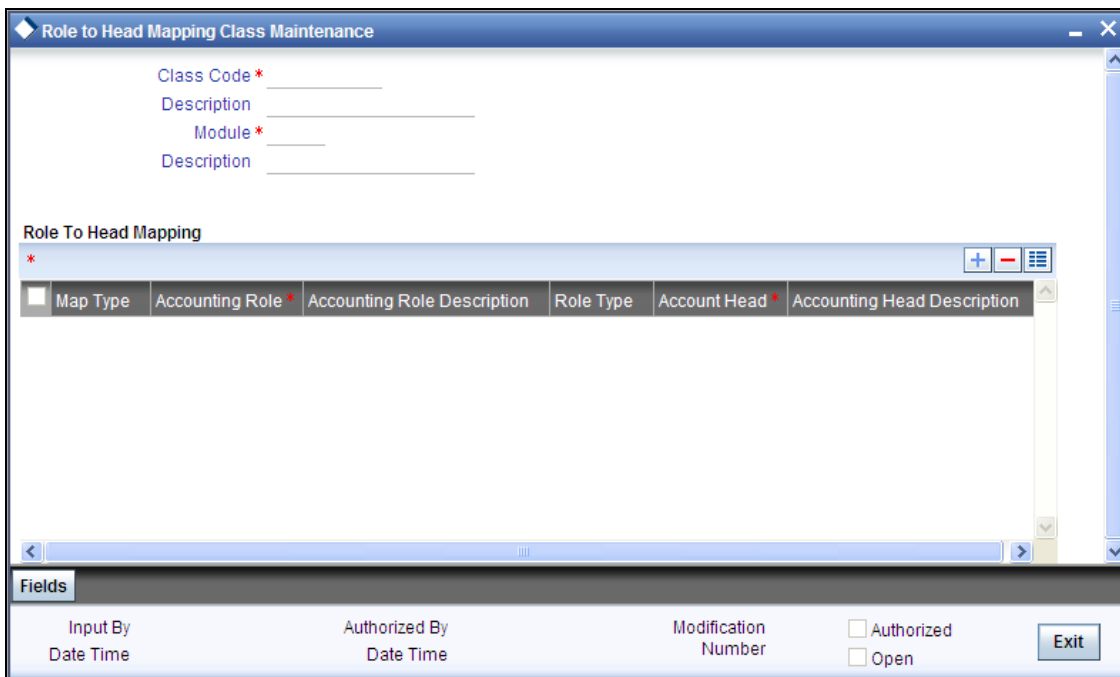 Role to Head Mapping Class Maintenance
Class Code *
Description
Module *
Description
Role To Head Mapping
*
Map Type Accounting Role * Accounting Role Description Role Type Account Head * Accounting Head Description
Fields
Input By Authorized By Modification Number Authorized
Date Time Date Time Open
Exit